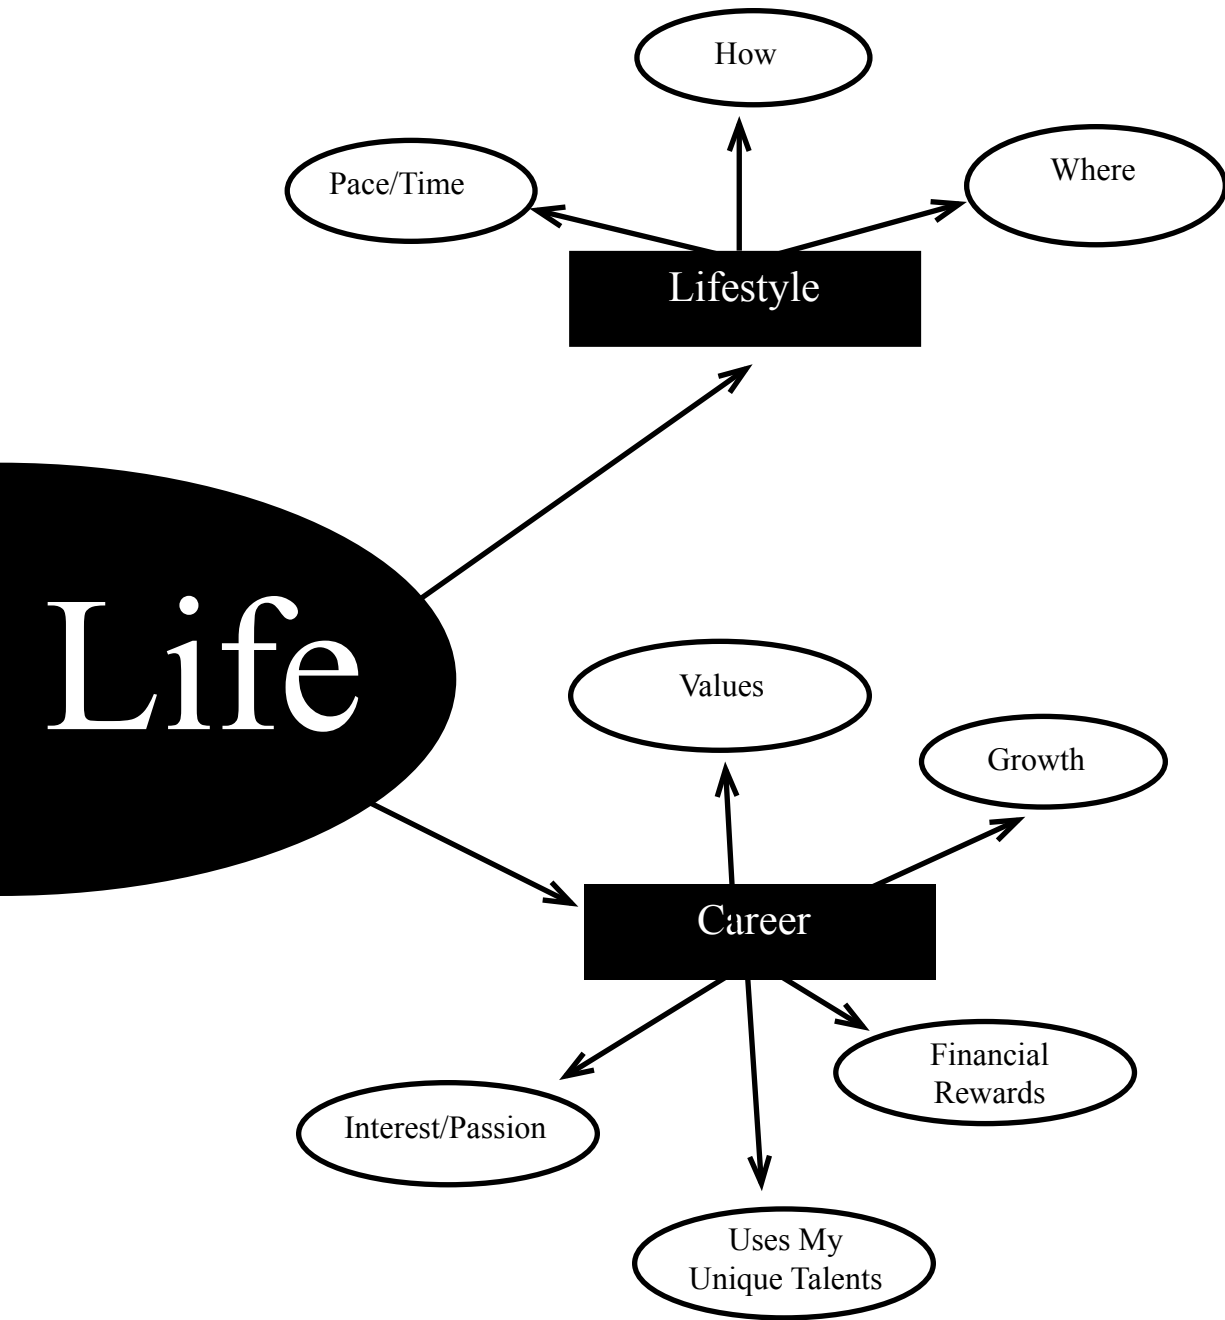 How
Pace/Time
Where
Lifestyle
Life
Values
Growth
Career
Financial
Rewards
Interest/Passion
Uses My
Unique Talents